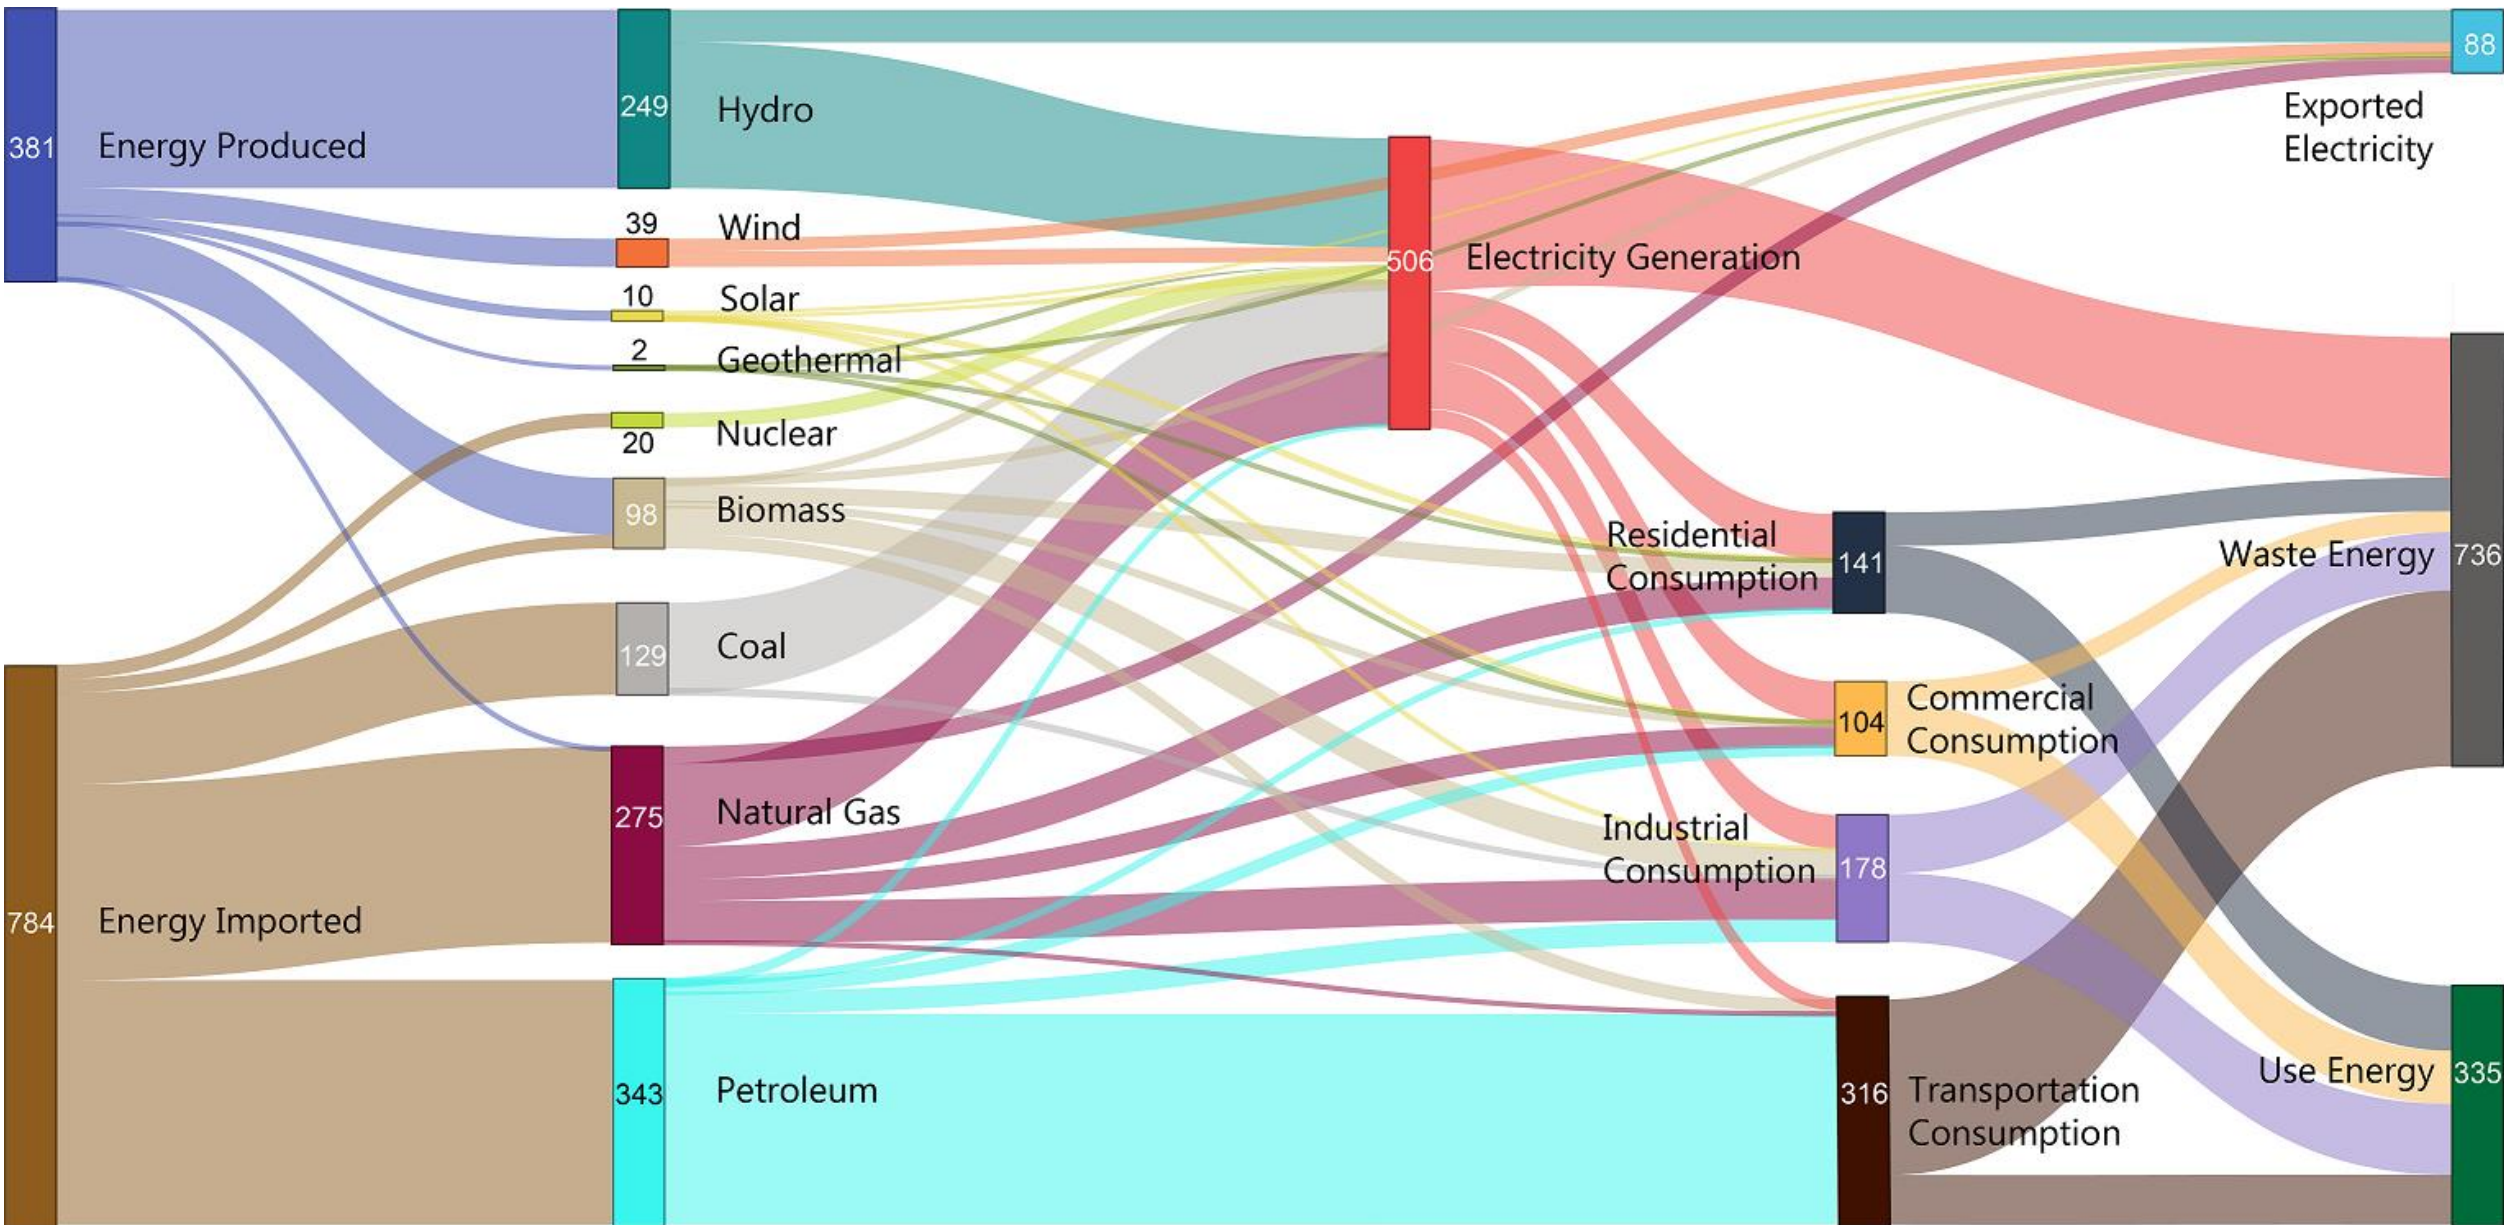 381
Energy Produced
784
Energy Imported
249
Hydro
39
Wind
10
Solar
2
Geothermal
20
Nuclear
98
Biomass
129
Coal
275
Natural Gas
343
Petroleum
506
Electricity Generation
Residential
Consumption
141
104
Commercial
Consumption
Industrial
Consumption
178
316
Transportation
Consumption
88
Exported
Electricity
Waste Energy
736
Use Energy
335